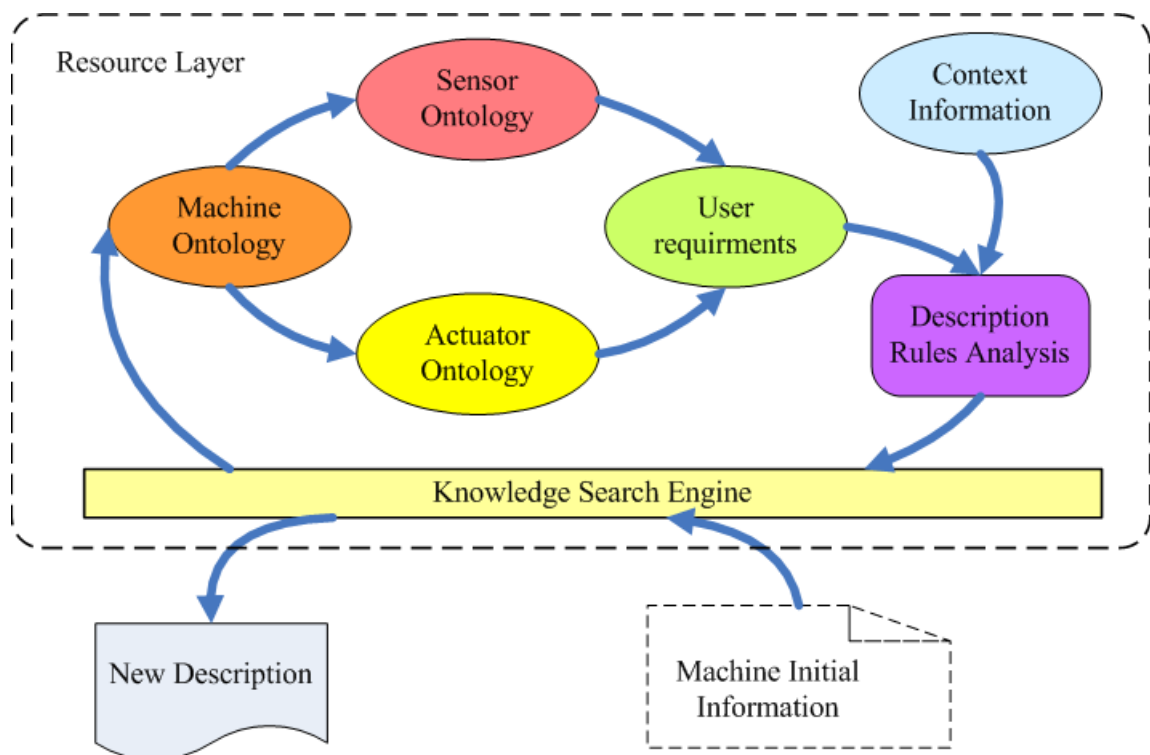 Resource Layer
Sensor
Ontology
Context
Information
Machine
Ontology
User
requirments
Actuator
Ontology
Description
Rules Analysis
Knowledge Search Engine
New Description
Machine Initial
Information